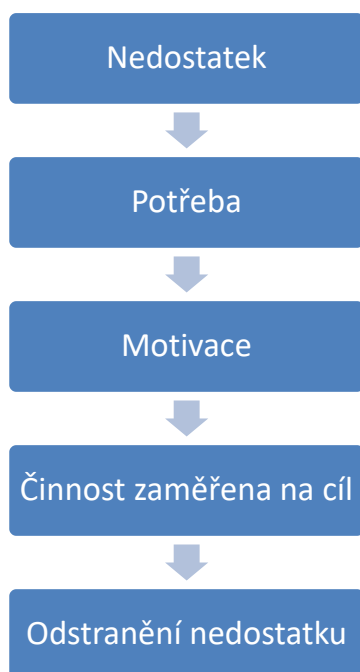 Nedostatek
Potřeba
Motivace
Činnost zaměřena na cíl
Odstranění nedostatku